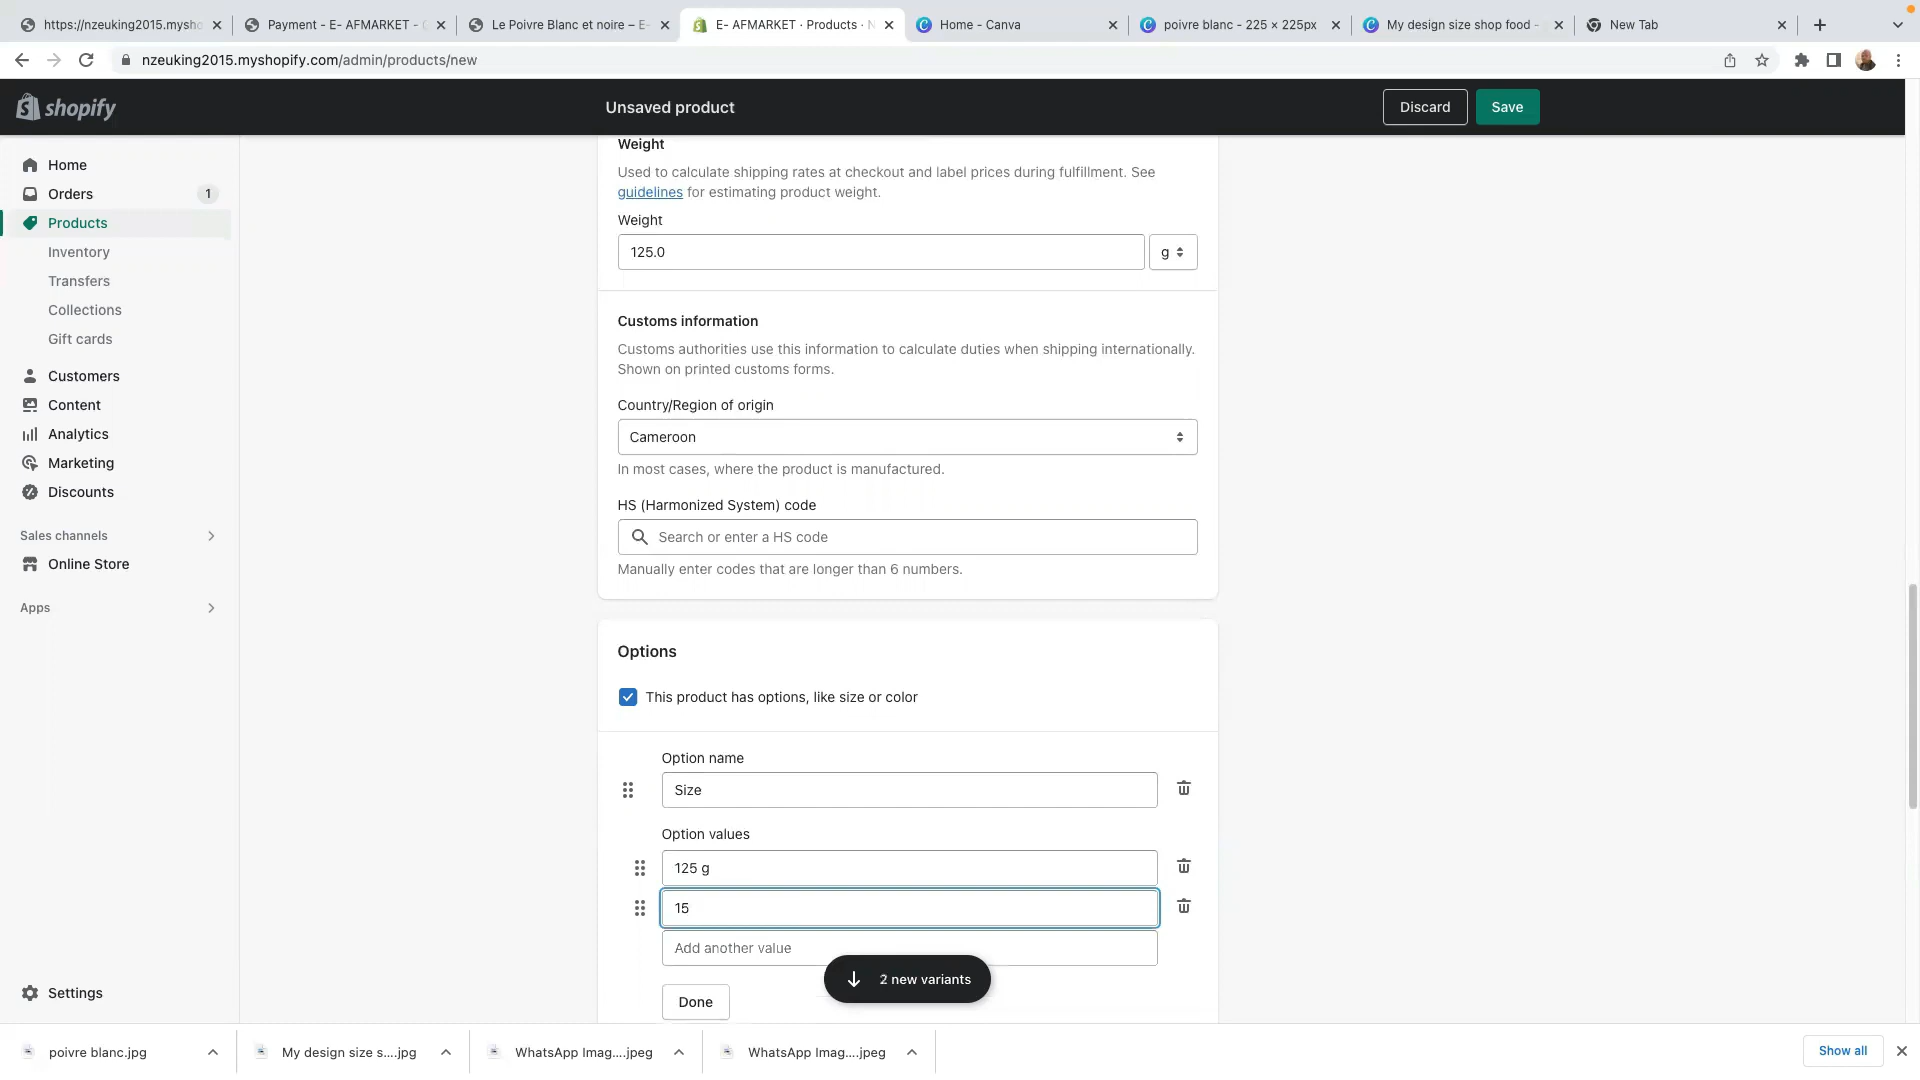 https://nzeuking2015.mysho
Payment - E- AFMARKET -
Le Poivre Blanc et noire – E-
E- AFMARKET · Products ·
Home - Canva
poivre blanc - 225 × 225px
My design size shop food -
New Tab
nzeuking2015.myshopify.com/admin/products/new
shopify
Unsaved product
Discard
Save
Home
Orders
1
Products
Inventory
Transfers
Collections
Gift cards
Customers
Content
Analytics
Marketing
Discounts
Sales channels
Online Store
Apps
Settings
Weight
Used to calculate shipping rates at checkout and label prices during fulfillment. See
guidelines for estimating product weight.
Weight
125.0
g
Customs information
Customs authorities use this information to calculate duties when shipping internationally.
Shown on printed customs forms.
Country/Region of origin
Cameroon
In most cases, where the product is manufactured.
HS (Harmonized System) code
Search or enter a HS code
Manually enter codes that are longer than 6 numbers.
Options
This product has options, like size or color
Option name
Size
Option values
125 g
15
Add another value
2 new variants
Done
poivre blanc.jpg
My design size s....jpg
WhatsApp Imag....jpeg
WhatsApp Imag....jpeg
Show all